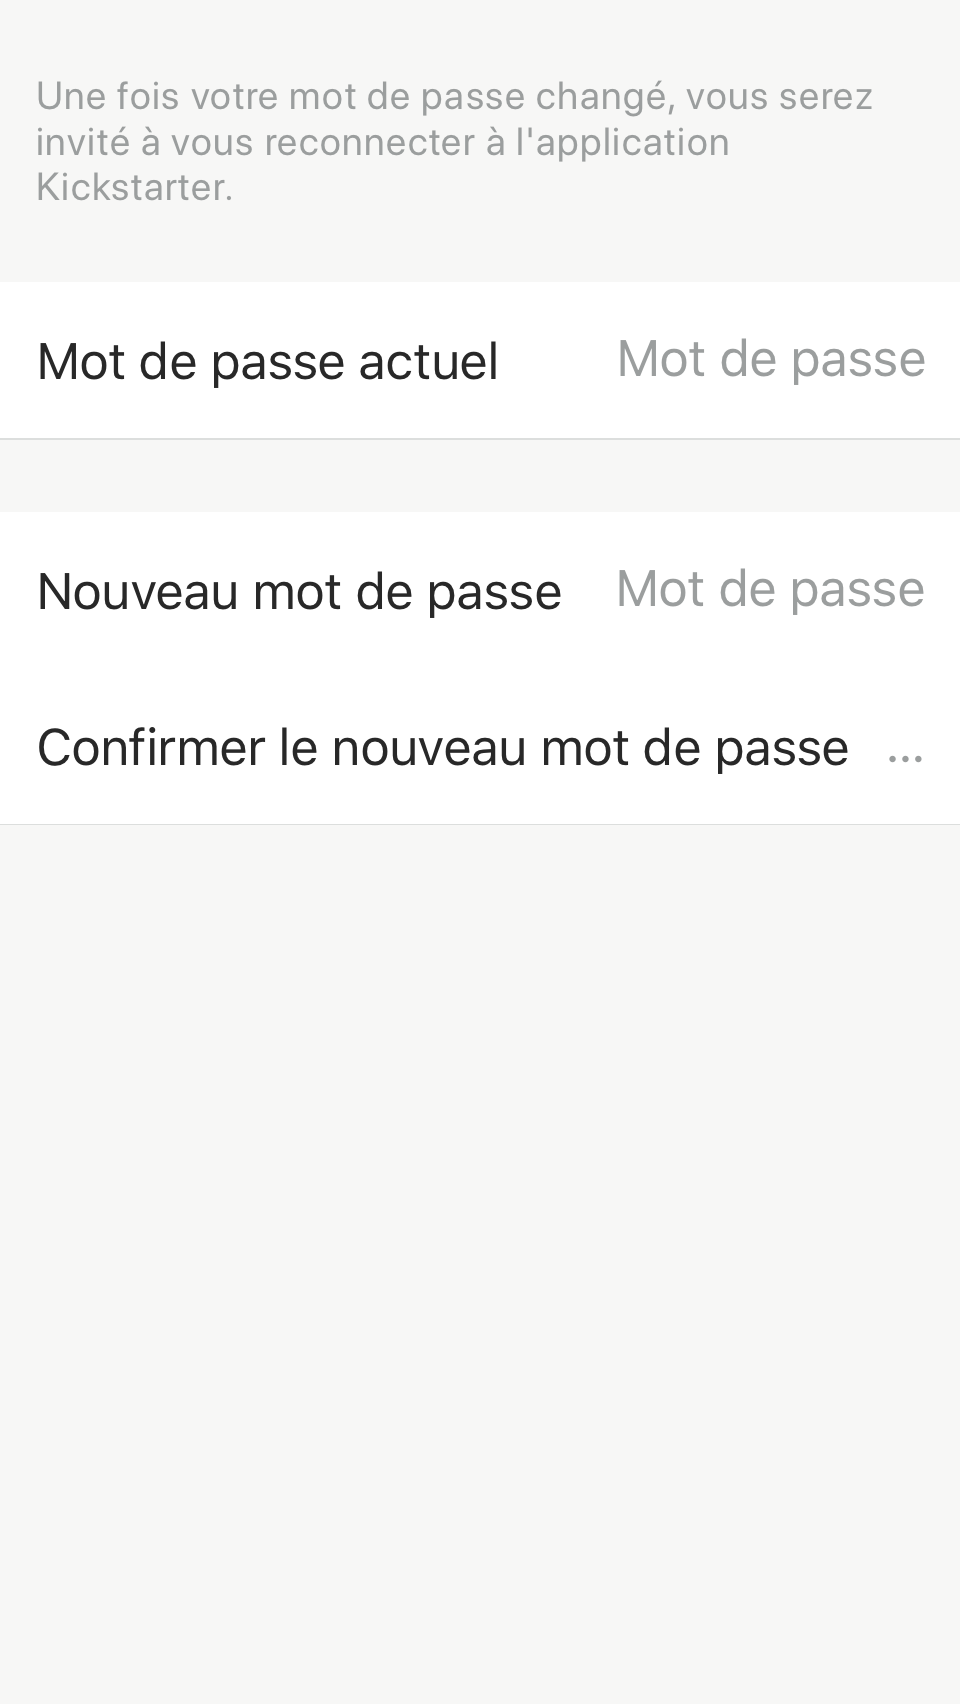 Une fois votre mot de passe changé, vous serez
invité à vous reconnecter à l'application
Kickstarter.
Mot de passe actuel Mot de passe
Nouveau mot de passe Mot de passe
Confirmer le nouveau mot de passe ...